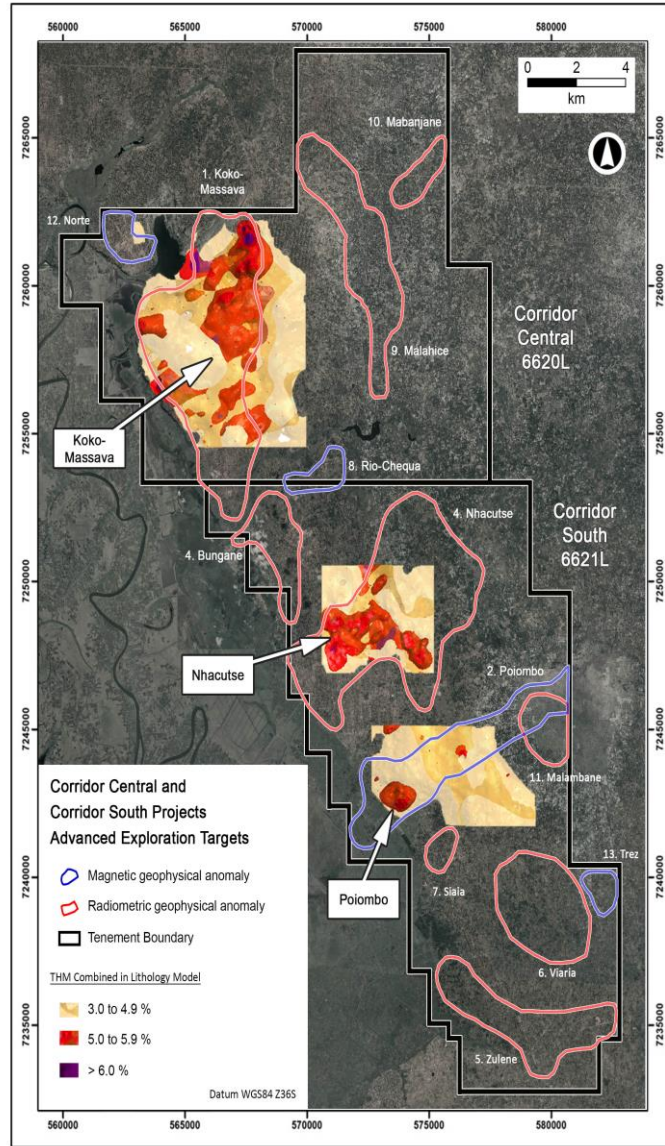 560000
565000
570000
575000
580000
0 2 4
km
7265000
7260000
7255000
7250000
7245000
7240000
7235000
7265000
7260000
7255000
7250000
7245000
7240000
7235000
10. Mabanjane
1. Koko-
Massava
12. Norte
Corridor
Central
6620L
9. Malahice
Koko-
Massava
8. Rio-Chequa
Corridor
South
6621L
4. Nhacutse
4. Bungane
Nhacutse
2. Poiombo
11. Malambane
13. Trez
7. Siaia
Poiombo
6. Viaria
5. Zulene
Corridor Central and
Corridor South Projects
Advanced Exploration Targets
Magnetic geophysical anomaly
Radiometric geophysical anomaly
Tenement Boundary
THM Combined in Lithology Model
3.0 to 4.9 %
5.0 to 5.9 %
> 6.0 %
Datum WGS84 Z36S
560000
565000
570000
575000
580000